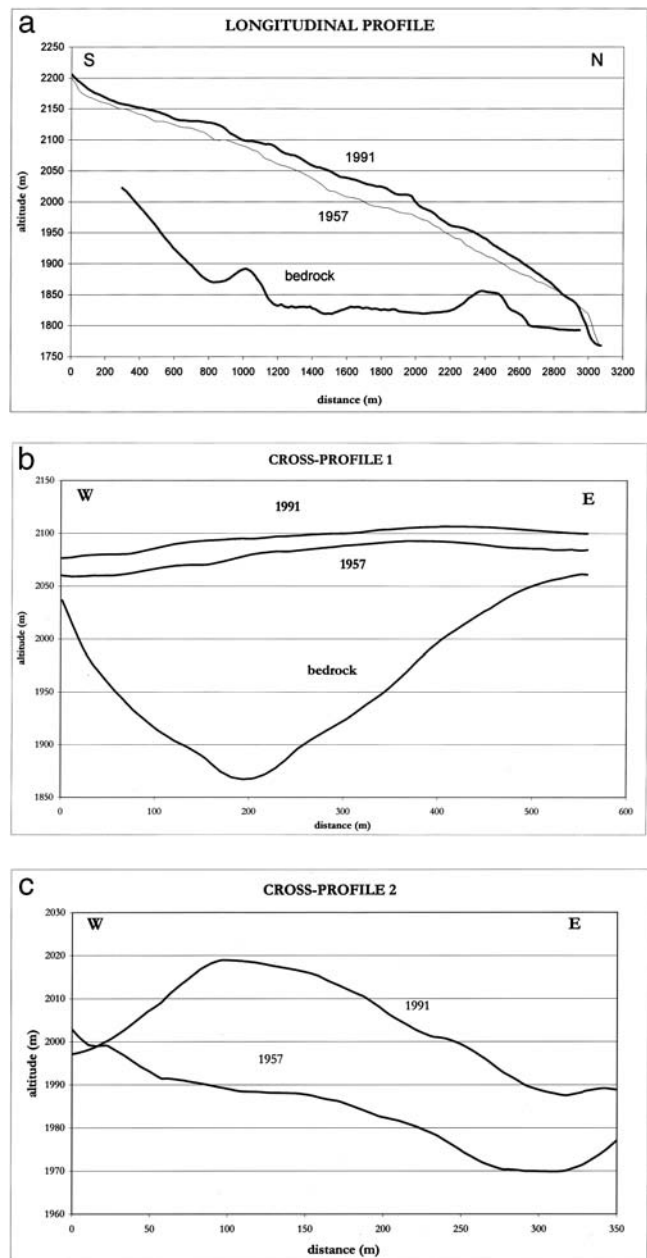 a
LONGITUDINAL PROFILE
S N
2250
2200
2150
2100
2050
2000
1950
1900
1850
1800
1750
altitude (m)
1991
1957
bedrock
0 200 400 600 800 1000 1200 1400 1600 1800 2000 2200 2400 2600 2800 3000 3200
distance (m)
b
CROSS-PROFILE 1
W E
2150
2100
2050
2000
1950
1900
1850
altitude (m)
1991
1957
bedrock
0 100 200 300 400 500 600
distance (m)
c
CROSS-PROFILE 2
W E
2030
2020
2010
2000
1990
1980
1970
1960
altitude (m)
1991
1957
0 50 100 150 200 250 300 350
distance (m)